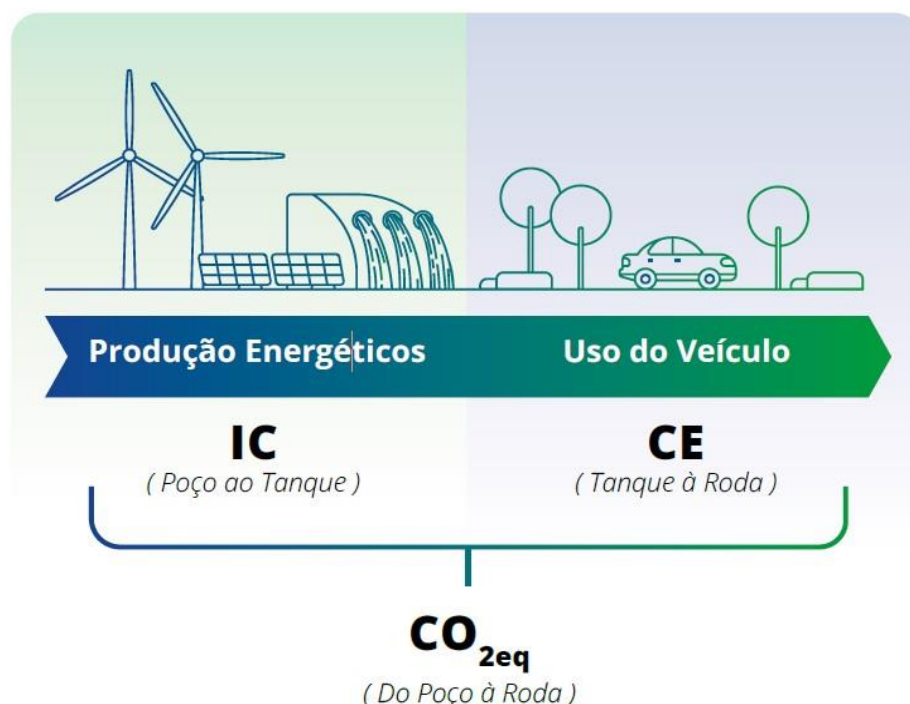 Produção Energéticos
Uso do Veículo
IC
CE
( Poço ao Tanque )
( Tanque à Roda )
CO2eq
( Do Poço à Roda )